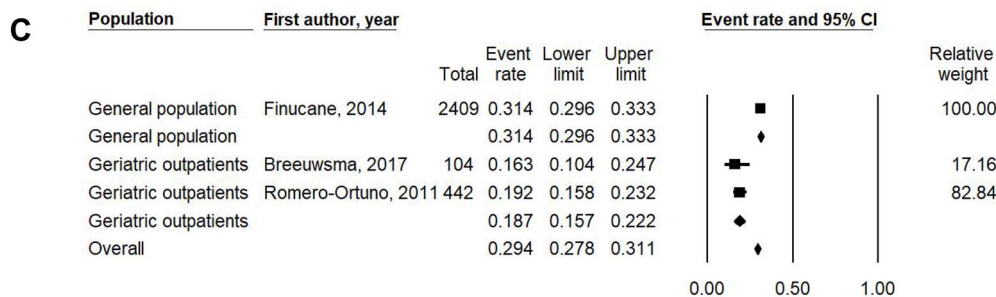 C
Population First author, year Event rate and 95% CI
Event Lower Upper Relative
Total rate limit limit weight
General population Finucane, 2014 2409 0.314 0.296 0.333 100.00
General population 0.314 0.296 0.333
Geriatric outpatients Breeuwsma, 2017 104 0.163 0.104 0.247 17.16
Geriatric outpatients Romero-Ortuno, 2011 442 0.192 0.158 0.232 82.84
Geriatric outpatients 0.187 0.157 0.222
Overall 0.294 0.278 0.311
0.00 0.50 1.00